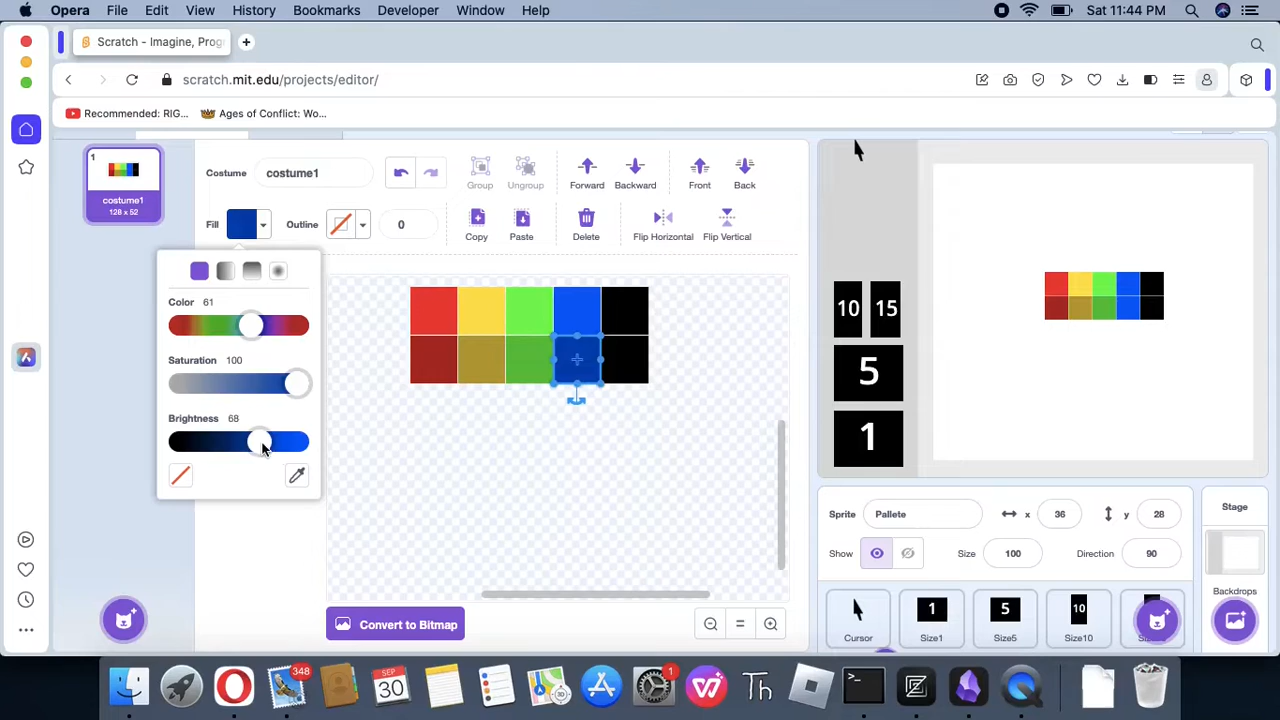 Opera File Edit View History Bookmarks Developer Window Help Sat 11:44 PM
Scratch - Imagine, Prog
scratch.mit.edu/projects/editor/
Recommended: RIG... Ages of Conflict: Wo...
1
costume1
128 x 52
Costume costume1
Group Ungroup Forward Backward Front Back
Fill Outline 0
Copy Paste Delete Flip Horizontal Flip Vertical
Color 61
Saturation 100
Brightness 68
Convert to Bitmap
10 15
5
1
Sprite Pallete x 36 y 28
Show Size 100 Direction 90
Stage
Backdrops
1 5 10
Cursor Size1 Size5 Size10
348 SEP 30 1 Th >_